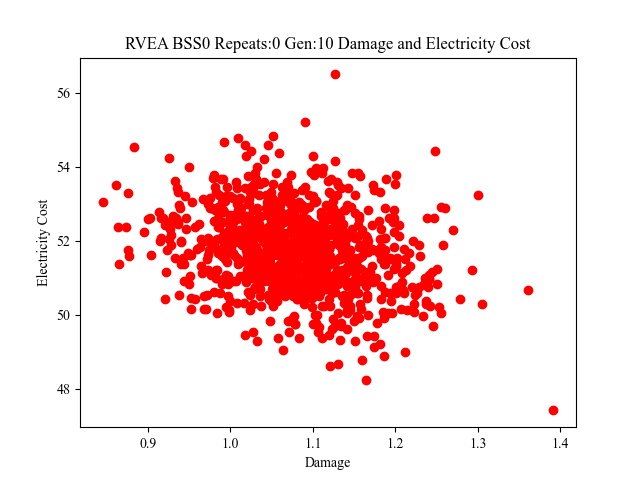 RVEA BSS0 Repeats:0 Gen:10 Damage and Electricity Cost
56
54
52
50
48
Electricity Cost
0.9 1.0 1.1 1.2 1.3 1.4
Damage